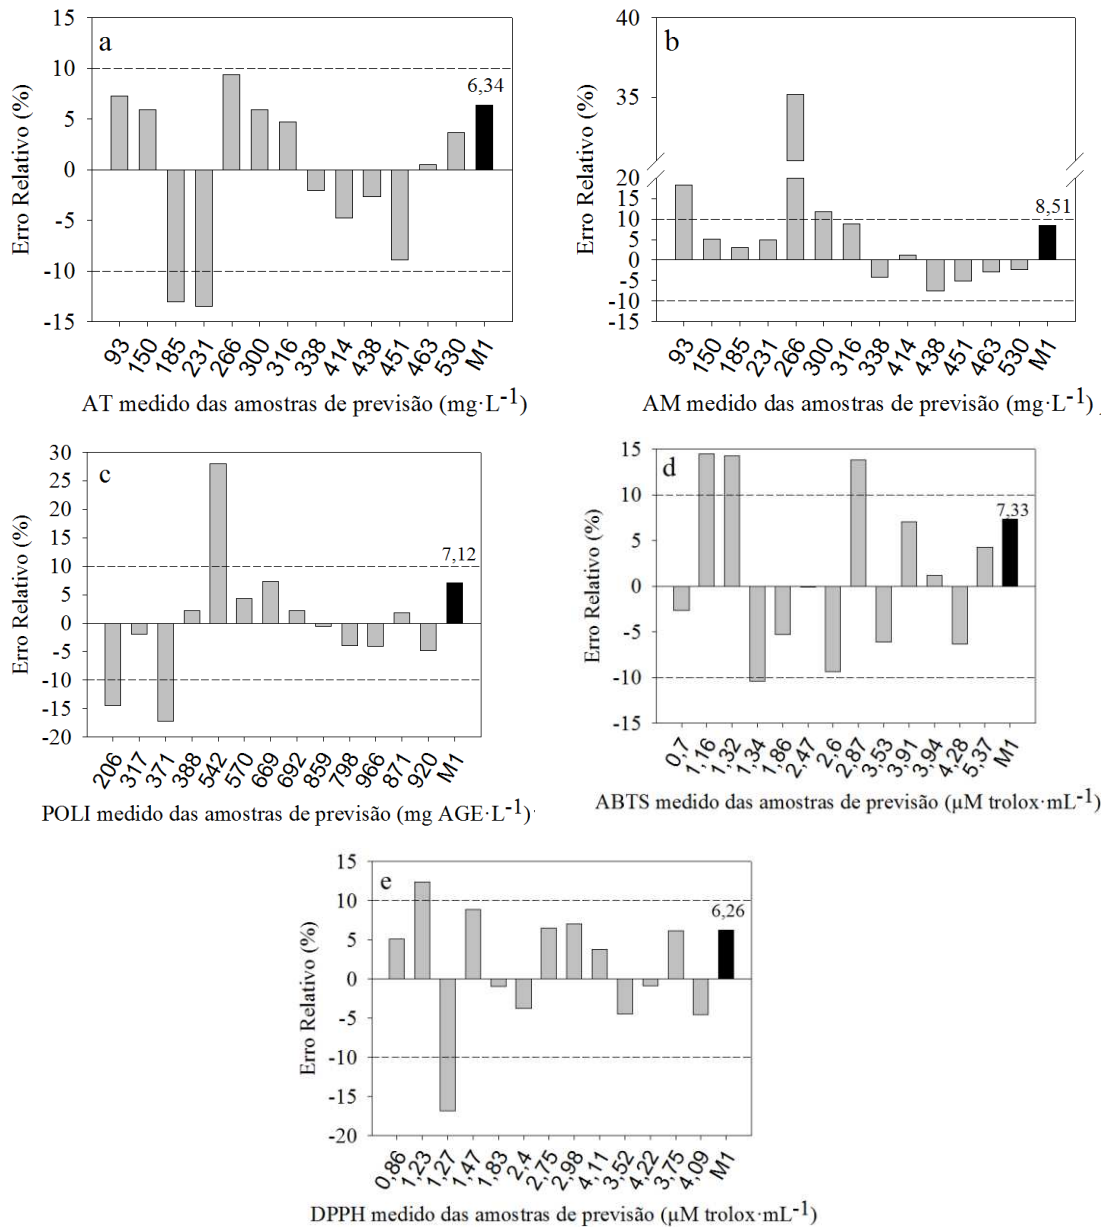 a
15
10
5
0
-5
-10
-15
Erro Relativo (%)
6,34
93 150 185 231 266 300 316 338 414 438 451 463 530 M1
AT medido das amostras de previsão (mg·L-1)
b
40
35
20
15
10
5
0
-5
-10
-15
Erro Relativo (%)
8,51
93 150 185 231 266 300 316 338 414 438 451 463 530 M1
AM medido das amostras de previsão (mg·L-1)
c
30
25
20
15
10
5
0
-5
-10
-15
-20
Erro Relativo (%)
7,12
206 317 371 388 542 570 669 692 859 798 966 871 920 M1
POLI medido das amostras de previsão (mg AGE·L-1)
d
15
10
5
0
-5
-10
-15
Erro Relativo (%)
7,33
0,7 1,16 1,32 1,34 1,86 2,47 2,6 2,87 3,53 3,91 3,94 4,28 5,37 M1
ABTS medido das amostras de previsão (µM trolox·mL-1)
e
15
10
5
0
-5
-10
-15
-20
Erro Relativo (%)
6,26
0,86 1,23 1,27 1,47 1,83 2,4 2,75 2,98 4,11 3,52 4,22 3,75 4,09 M1
DPPH medido das amostras de previsão (µM trolox·mL-1)